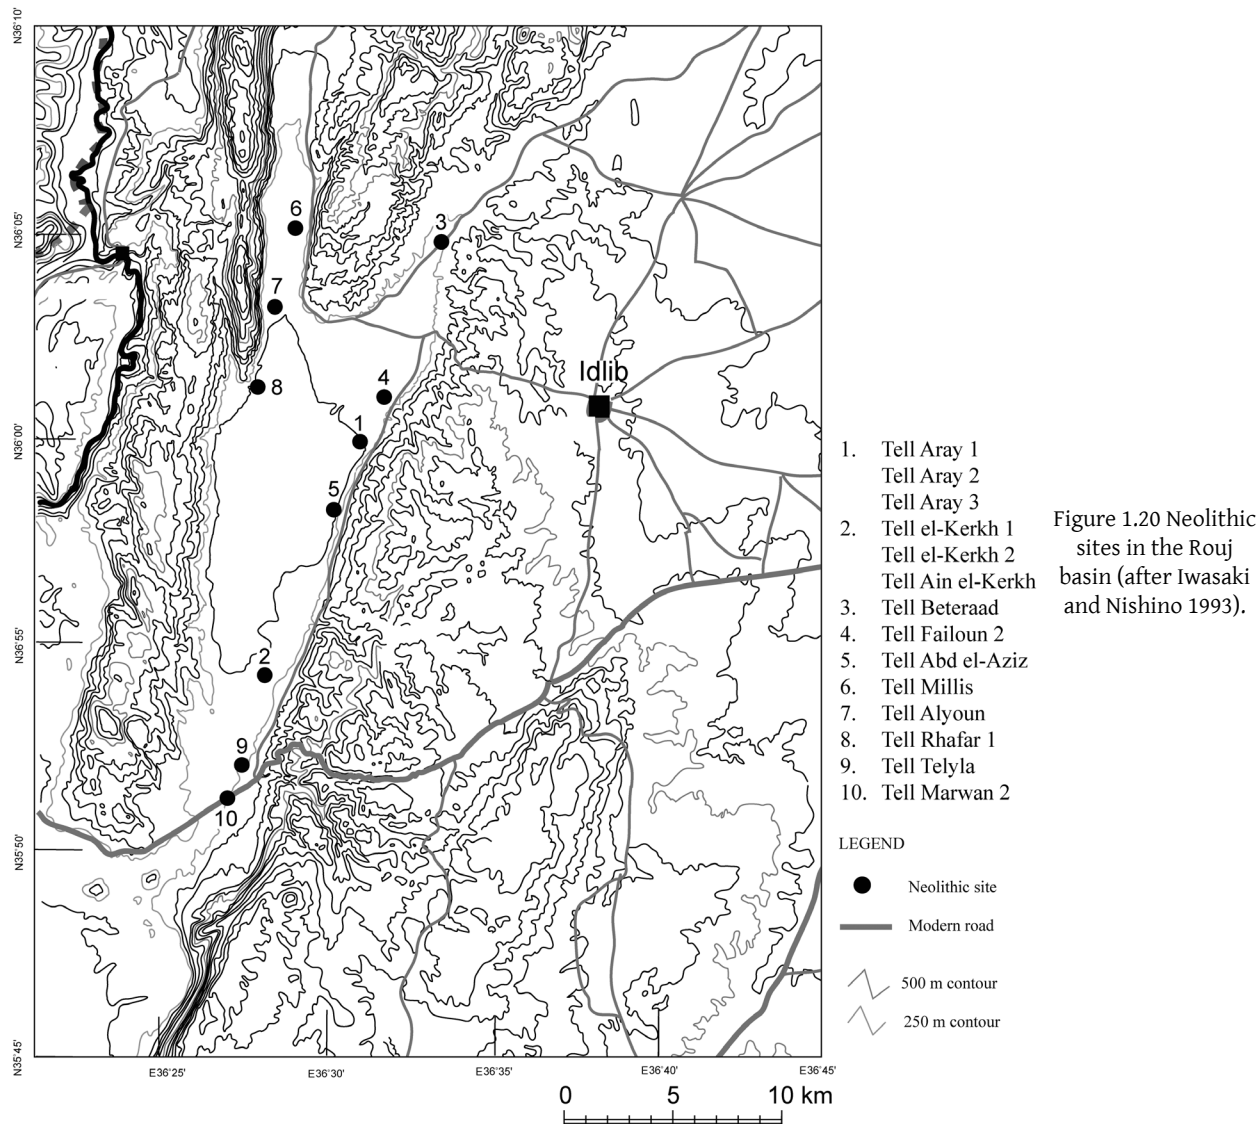 N36°10'
N36°05'
N36°00'
N36°55'
N35°50'
N35°45'
6
3
7
Idlib
8
4
1
5
2
9
10
E36°25'
E36°30'
E36°35'
E36°40'
E36°45'
0 5 10 km
1. Tell Aray 1
Tell Aray 2
Tell Aray 3
2. Tell el-Kerkh 1
Tell el-Kerkh 2
Tell Ain el-Kerkh
3. Tell Beteraad
4. Tell Failoun 2
5. Tell Abd el-Aziz
6. Tell Millis
7. Tell Alyoun
8. Tell Rhafar 1
9. Tell Telyla
10. Tell Marwan 2
LEGEND
Neolithic site
Modern road
500 m contour
250 m contour
Figure 1.20 Neolithic
sites in the Rouj
basin (after Iwasaki
and Nishino 1993).